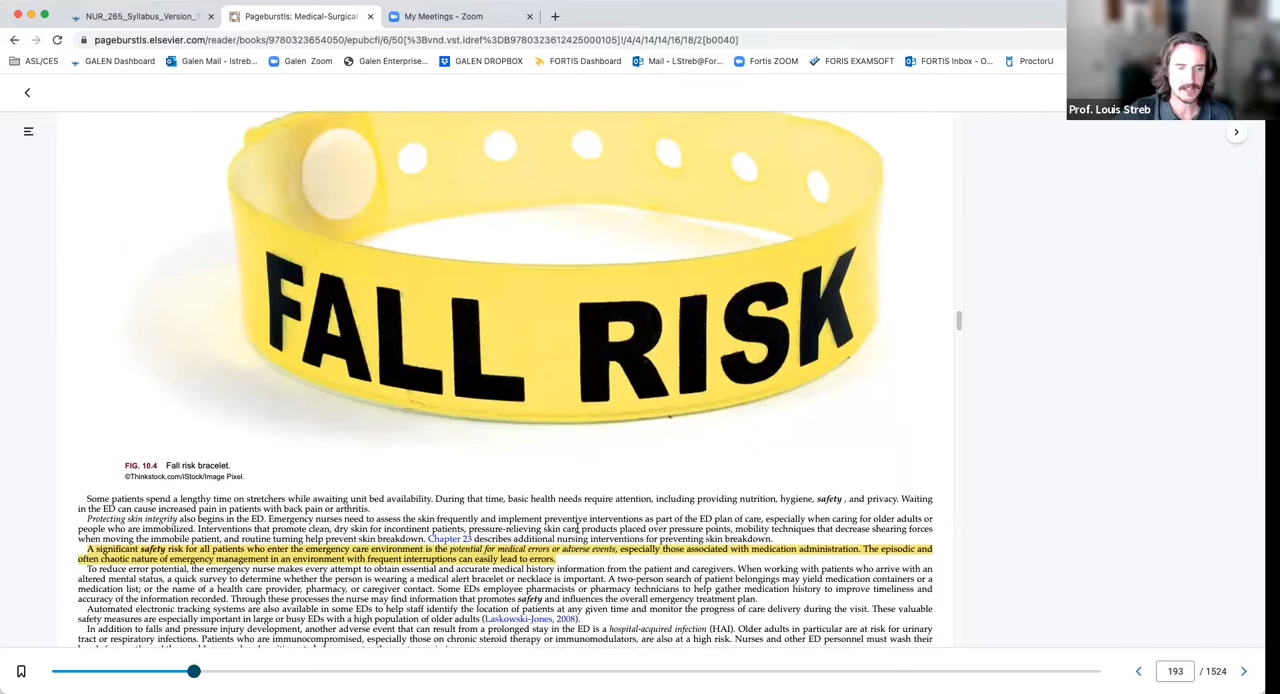 NUR_265_Syllabus_Version_
Pageburstls: Medical-Surgical
My Meetings - Zoom
pageburstls.elsevier.com/reader/books/9780323654050/epubcfi/6/50[%3Bvnd.vst.idref%3DB9780323612425000105]!/4/4/14/14/16/18/2[b0040]
ASL/CES
GALEN Dashboard
Galen Mail - lstreb...
Galen Zoom
Galen Enterprise...
GALEN DROPBOX
FORTIS Dashboard
Mail - LStreb@For...
Fortis ZOOM
FORIS EXAMSOFT
FORTIS Inbox - O...
ProctorU
Prof. Louis Streb
FALL RISK
FIG. 10.4 Fall risk bracelet.
©Thinkstock.com/iStock/Image Pixel.
Some patients spend a lengthy time on stretchers while awaiting unit bed availability. During that time, basic health needs require attention, including providing nutrition, hygiene, safety , and privacy. Waiting
in the ED can cause increased pain in patients with back pain or arthritis.
Protecting skin integrity also begins in the ED. Emergency nurses need to assess the skin frequently and implement preventive interventions as part of the ED plan of care, especially when caring for older adults or
people who are immobilized. Interventions that promote clean, dry skin for incontinent patients, pressure-relieving skin care products placed over pressure points, mobility techniques that decrease shearing forces
when moving the immobile patient, and routine turning help prevent skin breakdown. Chapter 23 describes additional nursing interventions for preventing skin breakdown.
A significant safety risk for all patients who enter the emergency care environment is the potential for medical errors or adverse events, especially those associated with medication administration. The episodic and
often chaotic nature of emergency management in an environment with frequent interruptions can easily lead to errors.
To reduce error potential, the emergency nurse makes every attempt to obtain essential and accurate medical history information from the patient and caregivers. When working with patients who arrive with an
altered mental status, a quick survey to determine whether the person is wearing a medical alert bracelet or necklace is important. A two-person search of patient belongings may yield medication containers or a
medication list; or the name of a health care provider, pharmacy, or caregiver contact. Some EDs employ pharmacists or pharmacy technicians to help gather medication history to improve timeliness and
accuracy of the information recorded. Through these processes the nurse may find information that promotes safety and influences the overall emergency treatment plan.
Automated electronic tracking systems are also available in some EDs to help staff identify the location of patients at any given time and monitor the progress of care delivery during the visit. These valuable
safety measures are especially important in large or busy EDs with a high population of older adults (Laskowski-Jones, 2008).
In addition to falls and pressure injury development, another adverse event that can result from a prolonged stay in the ED is a hospital-acquired infection (HAI). Older adults in particular are at risk for urinary
tract or respiratory infections. Patients who are immunocompromised, especially those on chronic steroid therapy or immunomodulators, are also at high risk. Nurses and other ED personnel must wash their
193 / 1524